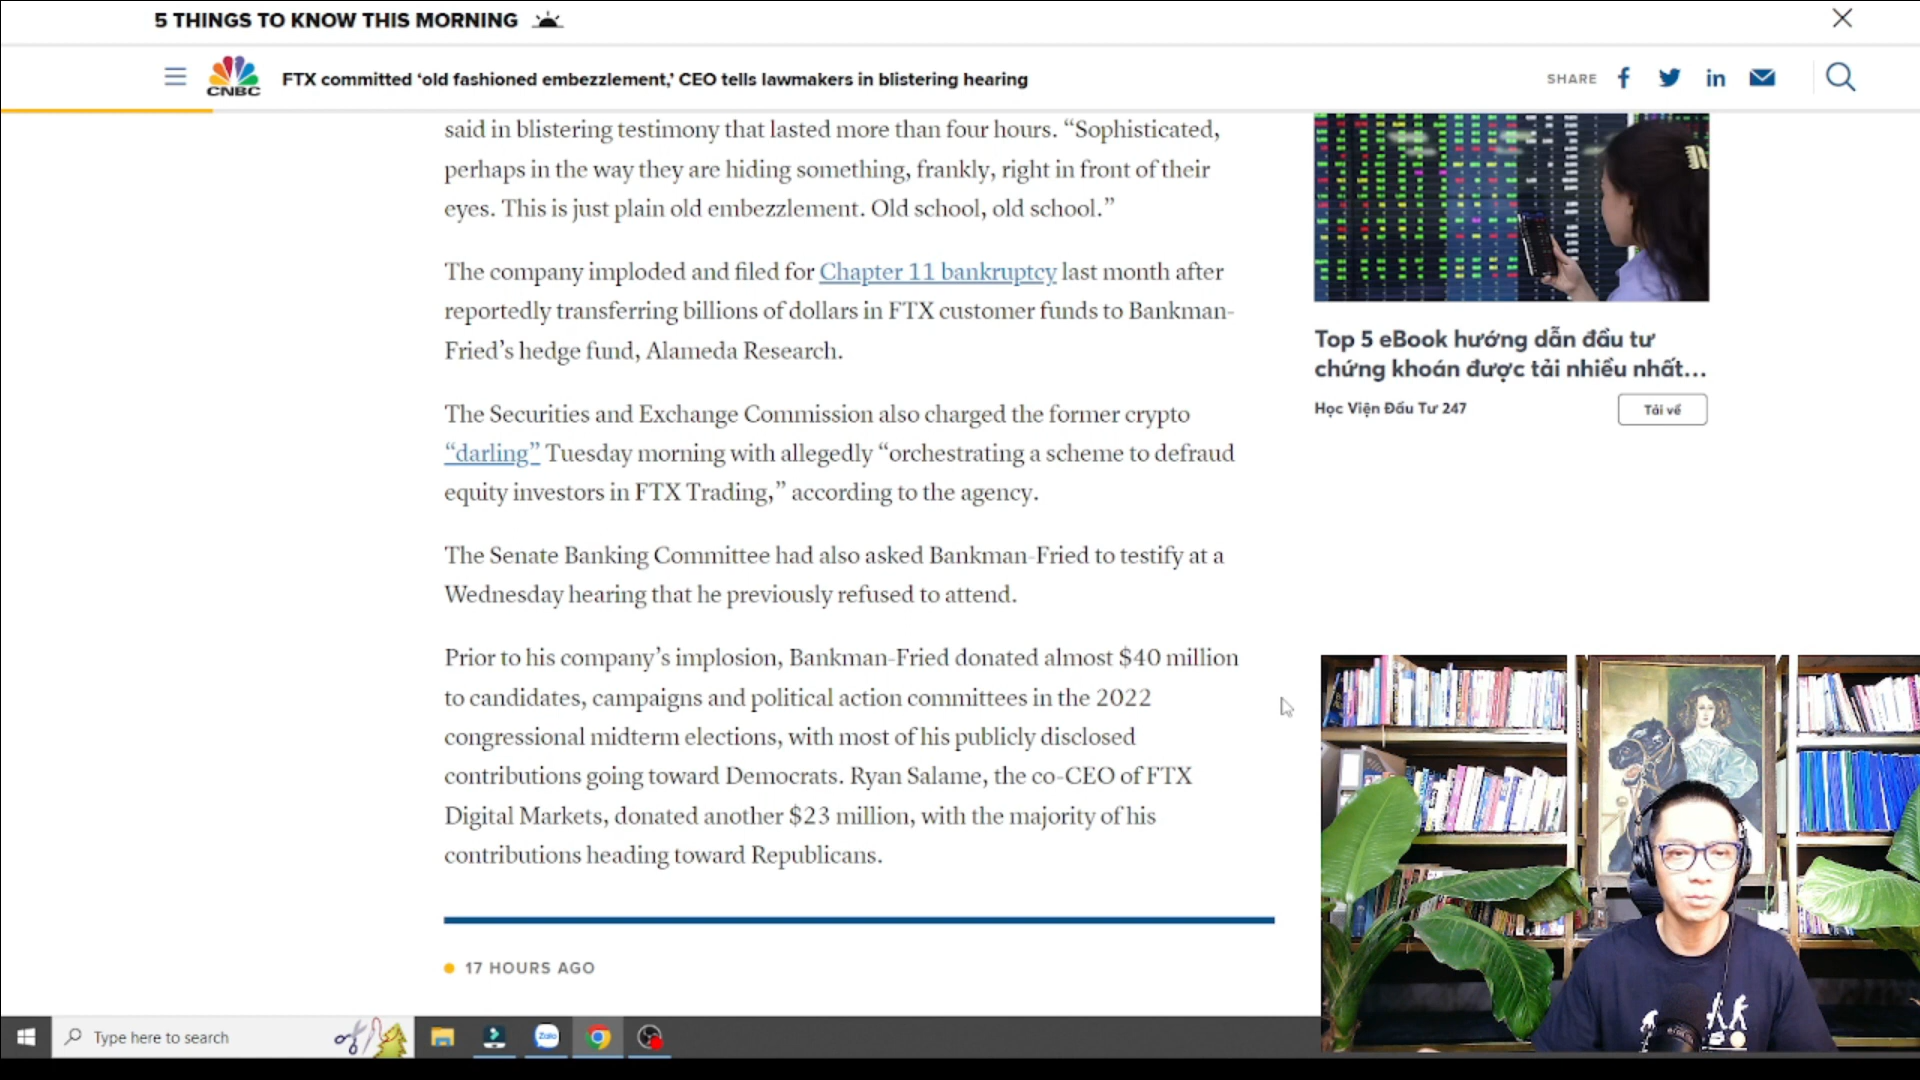 5 THINGS TO KNOW THIS MORNING
CNBC
FTX committed ‘old fashioned embezzlement,’ CEO tells lawmakers in blistering hearing
SHARE
said in blistering testimony that lasted more than four hours. “Sophisticated,
perhaps in the way they are hiding something, frankly, right in front of their
eyes. This is just plain old embezzlement. Old school, old school.”
The company imploded and filed for Chapter 11 bankruptcy last month after
reportedly transferring billions of dollars in FTX customer funds to Bankman-
Fried’s hedge fund, Alameda Research.
The Securities and Exchange Commission also charged the former crypto
“darling” Tuesday morning with allegedly “orchestrating a scheme to defraud
equity investors in FTX Trading,” according to the agency.
The Senate Banking Committee had also asked Bankman-Fried to testify at a
Wednesday hearing that he previously refused to attend.
Prior to his company’s implosion, Bankman-Fried donated almost $40 million
to candidates, campaigns and political action committees in the 2022
congressional midterm elections, with most of his publicly disclosed
contributions going toward Democrats. Ryan Salame, the co-CEO of FTX
Digital Markets, donated another $23 million, with the majority of his
contributions heading toward Republicans.
17 HOURS AGO
Top 5 eBook hướng dẫn đầu tư
chứng khoán được tải nhiều nhất...
Học Viện Đầu Tư 247
Tải về
Type here to search
Zalo